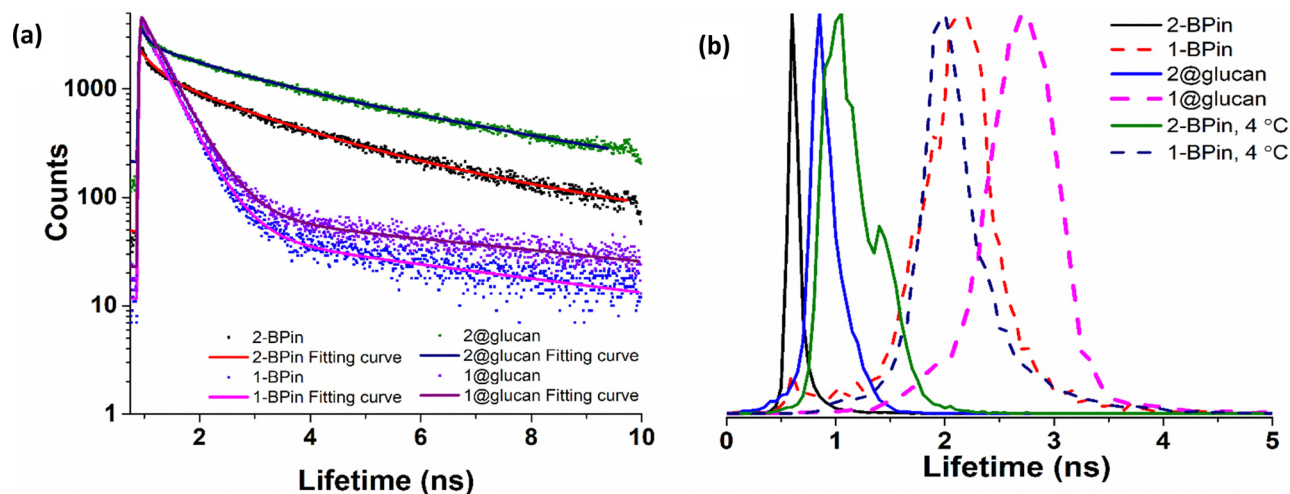 (a)
Counts
1000
100
10
1
2
4
6
8
10
Lifetime (ns)
2-BPin
2-BPin Fitting curve
1-BPin
1-BPin Fitting curve
2@glucan
2@glucan Fitting curve
1@glucan
1@glucan Fitting curve
(b)
2-BPin
1-BPin
2@glucan
1@glucan
2-BPin, 4 °C
1-BPin, 4 °C
0
1
2
3
4
5
Lifetime (ns)